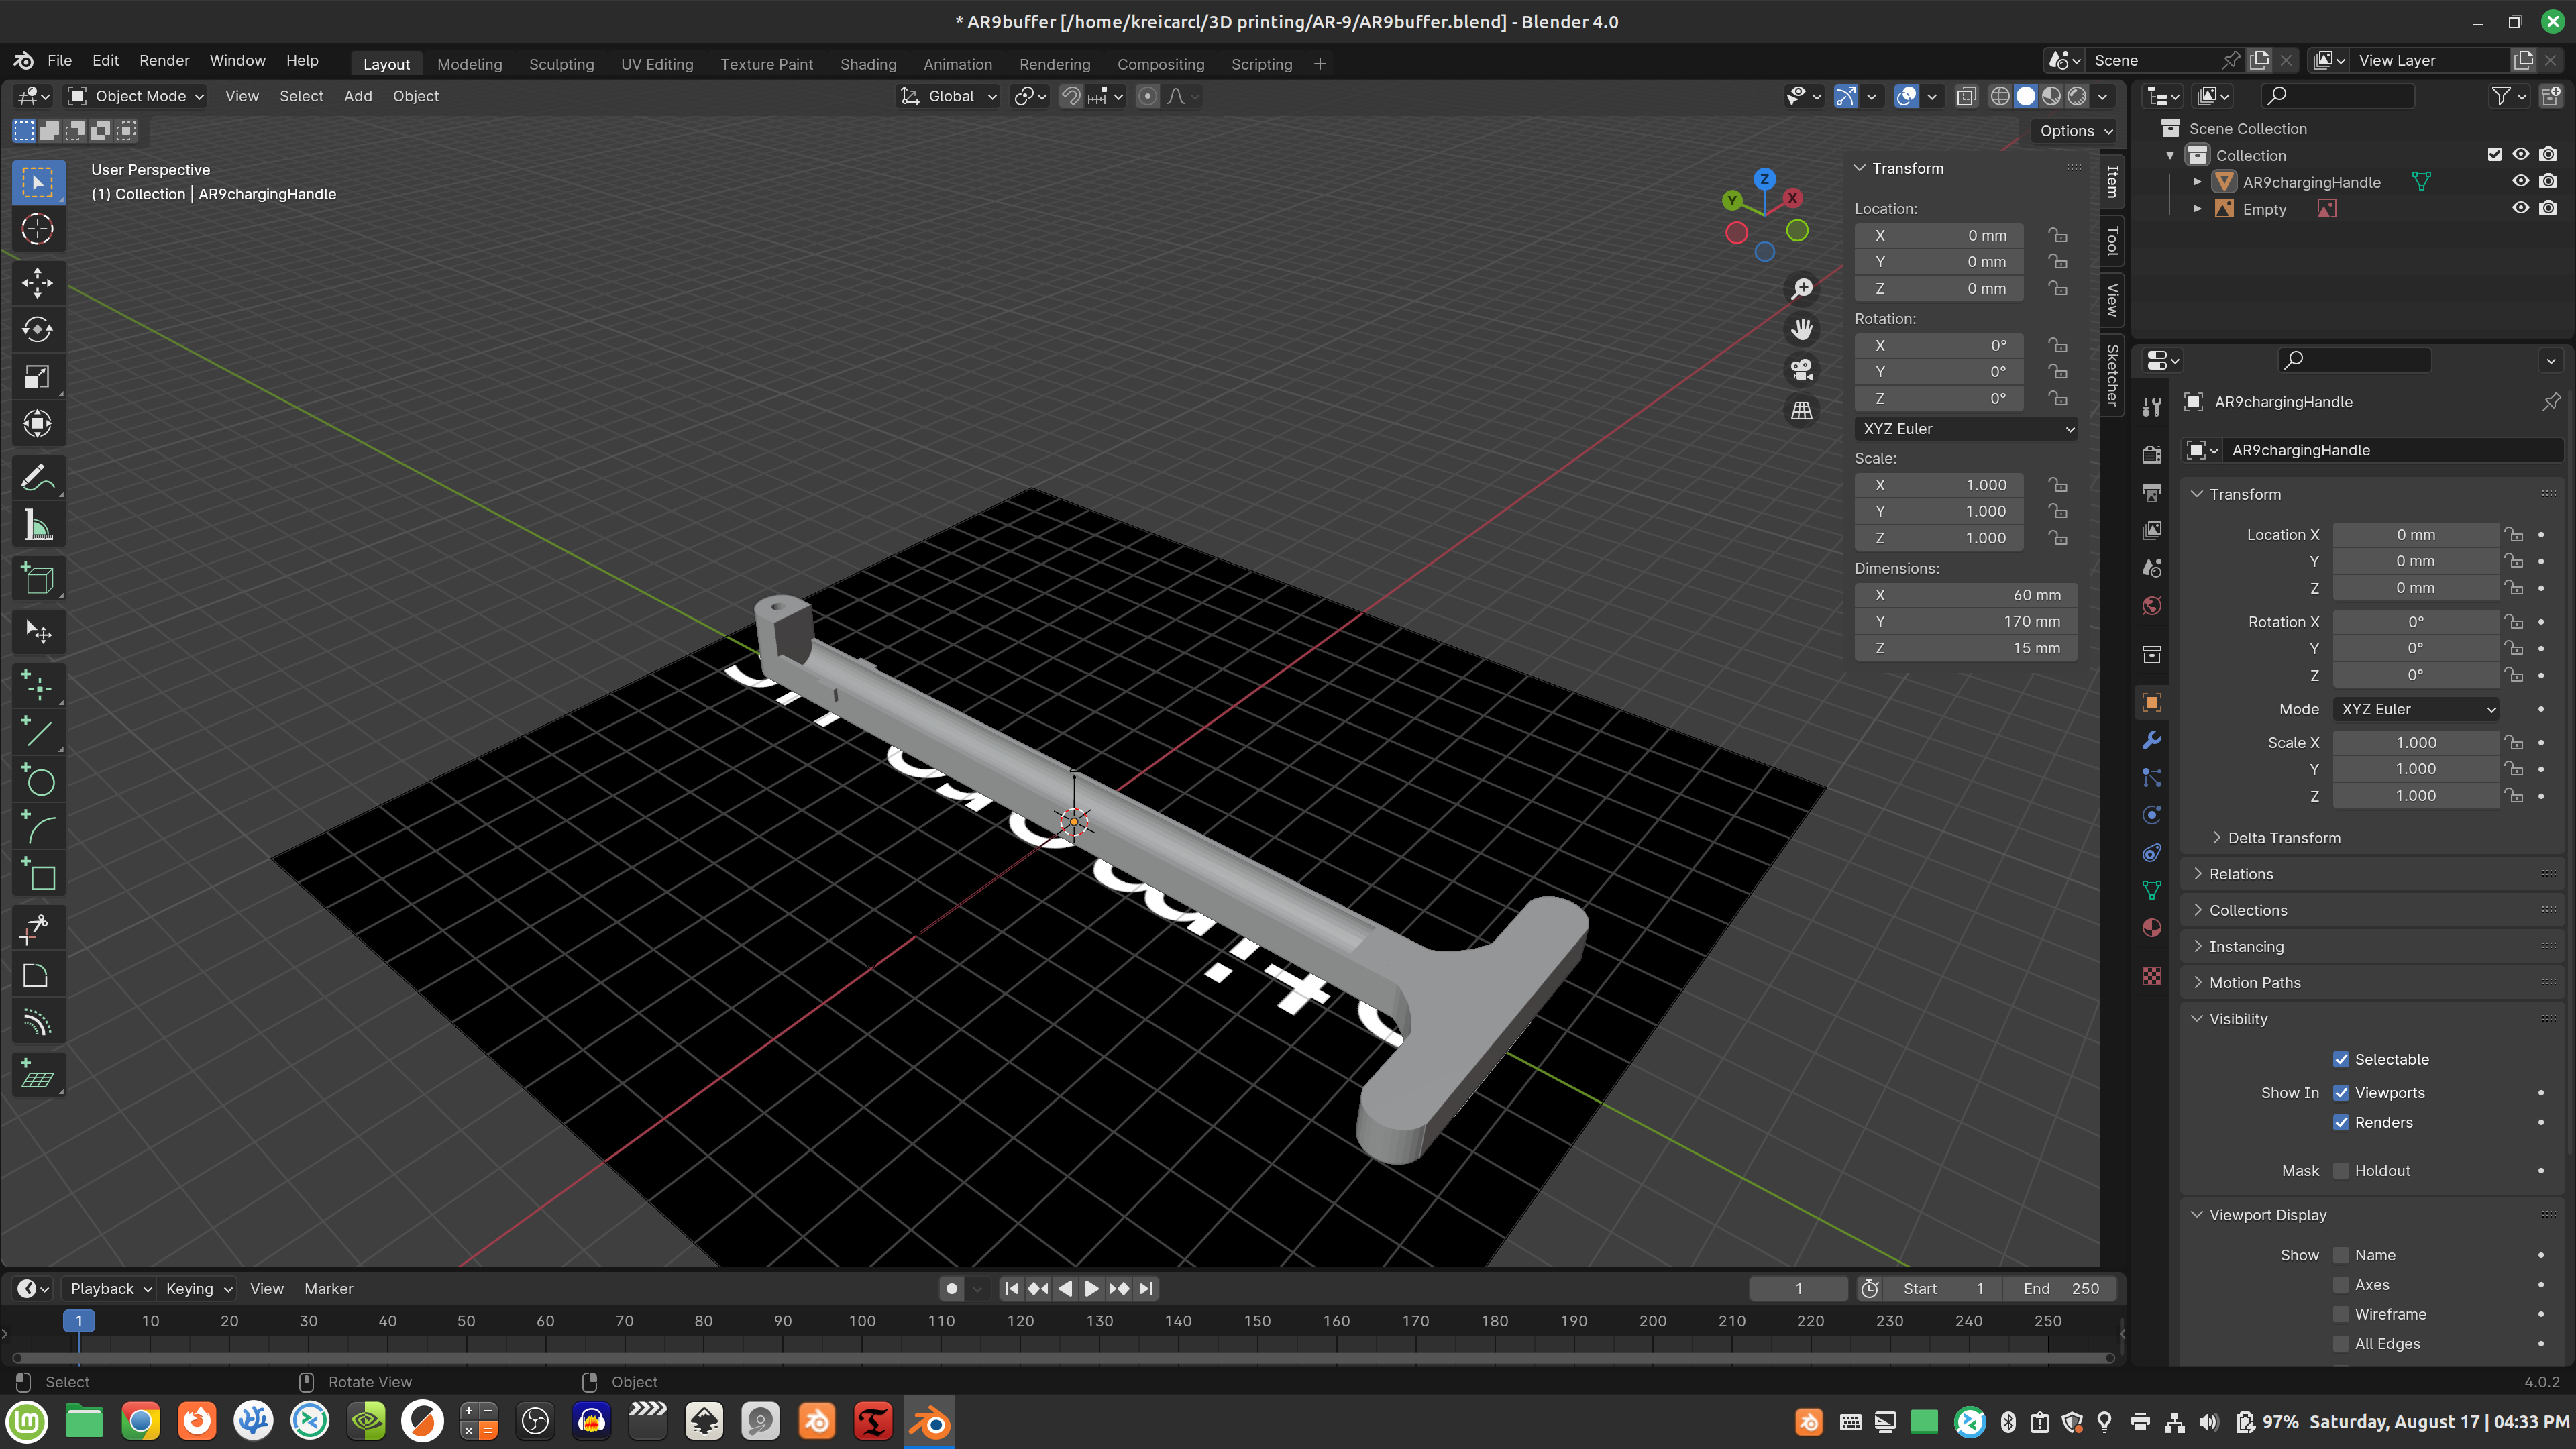 * AR9buffer [/home/kreicarcl/3D printing/AR-9/AR9buffer.blend] - Blender 4.0
File Edit Render Window Help Layout Modeling Sculpting UV Editing Texture Paint Shading Animation Rendering Compositing Scripting + Scene View Layer
Object Mode View Select Add Object Global
Options
User Perspective
(1) Collection | AR9chargingHandle
Z
Y
X
Transform
Location:
X 0 mm
Y 0 mm
Z 0 mm
Rotation:
X 0°
Y 0°
Z 0°
XYZ Euler
Scale:
X 1.000
Y 1.000
Z 1.000
Dimensions:
X 60 mm
Y 170 mm
Z 15 mm
Item
Tool
View
Sketcher
Scene Collection
Collection
AR9chargingHandle
Empty
AR9chargingHandle
AR9chargingHandle
Transform
Location X 0 mm
Y 0 mm
Z 0 mm
Rotation X 0°
Y 0°
Z 0°
Mode XYZ Euler
Scale X 1.000
Y 1.000
Z 1.000
Delta Transform
Relations
Collections
Instancing
Motion Paths
Visibility
Selectable
Show In Viewports
Renders
Mask Holdout
Viewport Display
Show Name
Axes
Wireframe
All Edges
Playback Keying View Marker 1 Start 1 End 250
1 10 20 30 40 50 60 70 80 90 100 110 120 130 140 150 160 170 180 190 200 210 220 230 240 250
Select Rotate View Object 4.0.2
97% Saturday, August 17 | 04:33 PM